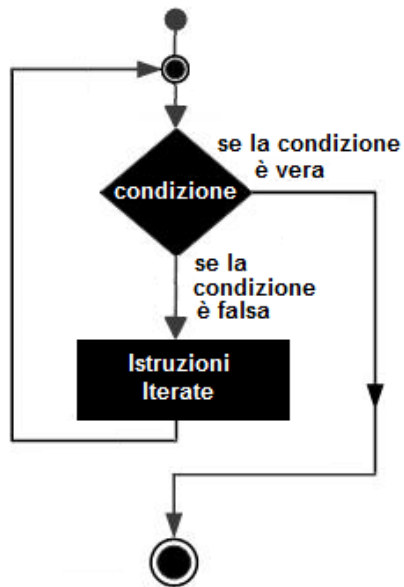 se la condizione
è vera
condizione
se la
condizione
è falsa
Istruzioni
Iterate